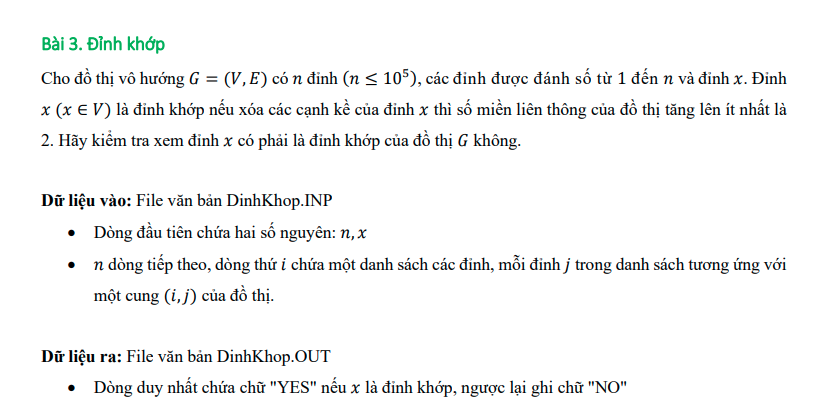 Bài 3. Đỉnh khớp
Cho đồ thị vô hướng G = (V, E) có n đỉnh (n ≤ 10⁵), các đỉnh được đánh số từ 1 đến n và đỉnh x. Đỉnh
x (x ∈ V) là đỉnh khớp nếu xóa các cạnh kề của đỉnh x thì số miền liên thông của đồ thị tăng lên ít nhất là
2. Hãy kiểm tra xem đỉnh x có phải là đỉnh khớp của đồ thị G không.
Dữ liệu vào: File văn bản DinhKhop.INP
• Dòng đầu tiên chứa hai số nguyên: n, x
• n dòng tiếp theo, dòng thứ i chứa một danh sách các đỉnh, mỗi đỉnh j trong danh sách tương ứng với
một cung (i, j) của đồ thị.
Dữ liệu ra: File văn bản DinhKhop.OUT
• Dòng duy nhất chứa chữ "YES" nếu x là đỉnh khớp, ngược lại ghi chữ "NO"